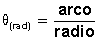 θ(rad) = arco
radio